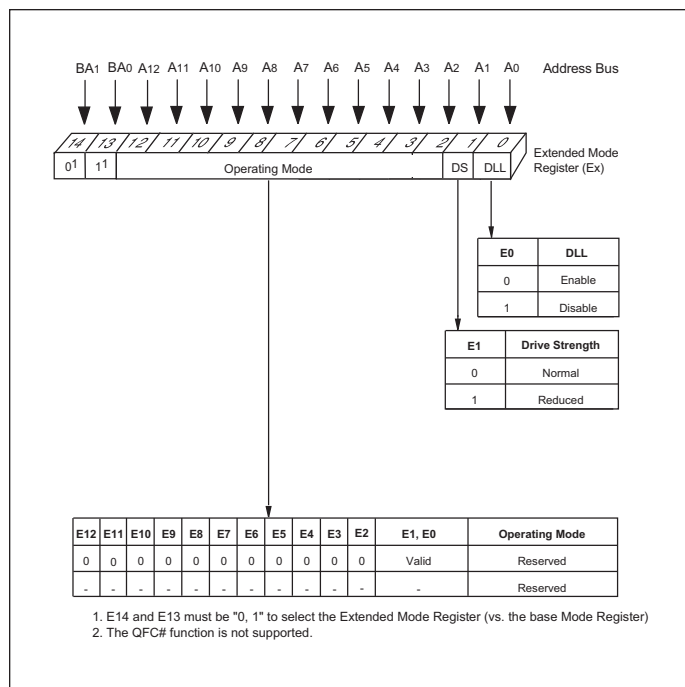 BA1 BA0 A12 A11 A10 A9 A8 A7 A6 A5 A4 A3 A2 A1 A0 Address Bus
14 13 12 11 10 9 8 7 6 5 4 3 2 1 0
0¹ 1¹ Operating Mode DS DLL
Extended Mode
Register (Ex)
E0 DLL
0 Enable
1 Disable
E1 Drive Strength
0 Normal
1 Reduced
E12 E11 E10 E9 E8 E7 E6 E5 E4 E3 E2 E1, E0 Operating Mode
0 0 0 0 0 0 0 0 0 0 0 Valid Reserved
- - - - - - - - - - - - Reserved
1. E14 and E13 must be "0, 1" to select the Extended Mode Register (vs. the base Mode Register)
2. The QFC# function is not supported.